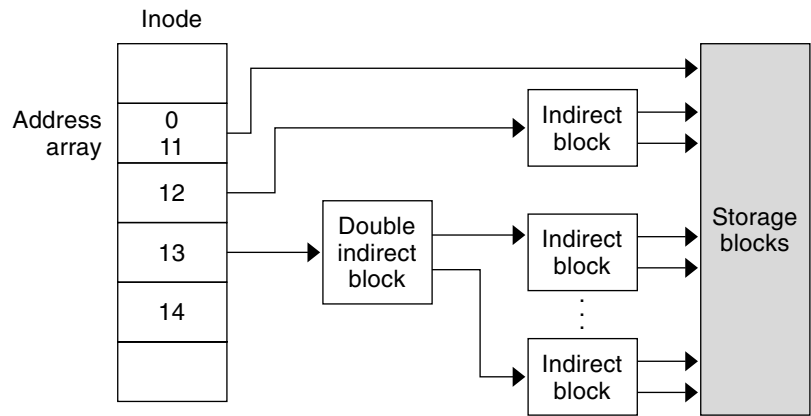 Inode
Address
array
0
11
12
13
14
Double
indirect
block
Indirect
block
Indirect
block
Indirect
block
Storage
blocks